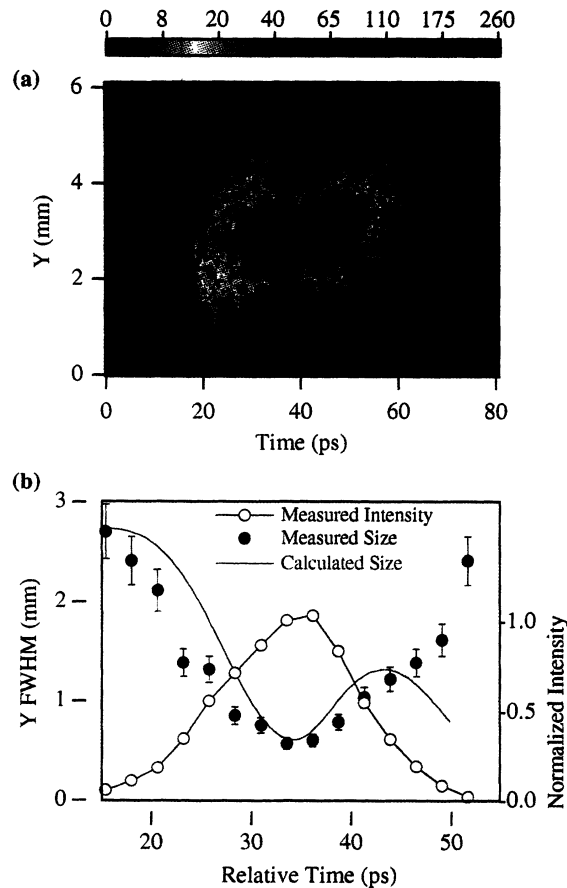 0 8 20 40 65 110 175 260
(a)
6
4
2
0
Y (mm)
0 20 40 60 80
Time (ps)
(b)
3
2
1
0
Y FWHM (mm)
Measured Intensity
Measured Size
Calculated Size
1.0
0.5
0.0
Normalized Intensity
20 30 40 50
Relative Time (ps)